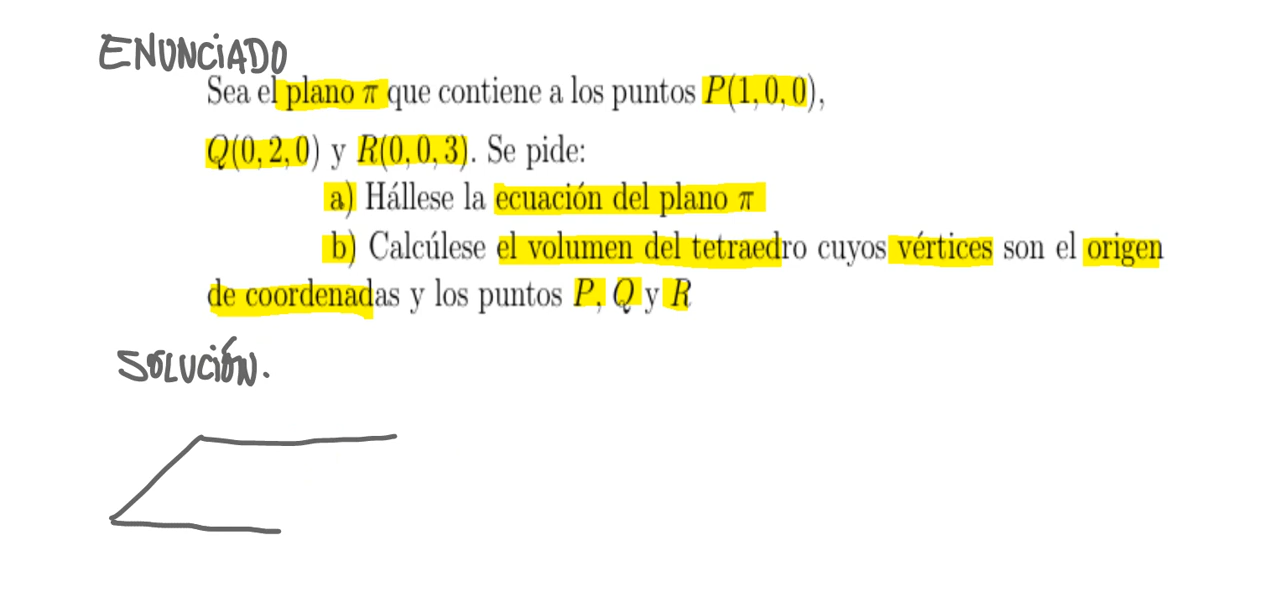 ENUNCIADO
Sea el plano π que contiene a los puntos P(1, 0, 0),
Q(0, 2, 0) y R(0, 0, 3). Se pide:
a) Hállese la ecuación del plano π
b) Calcúlese el volumen del tetraedro cuyos vértices son el origen
de coordenadas y los puntos P, Q y R
SOLUCIÓN.